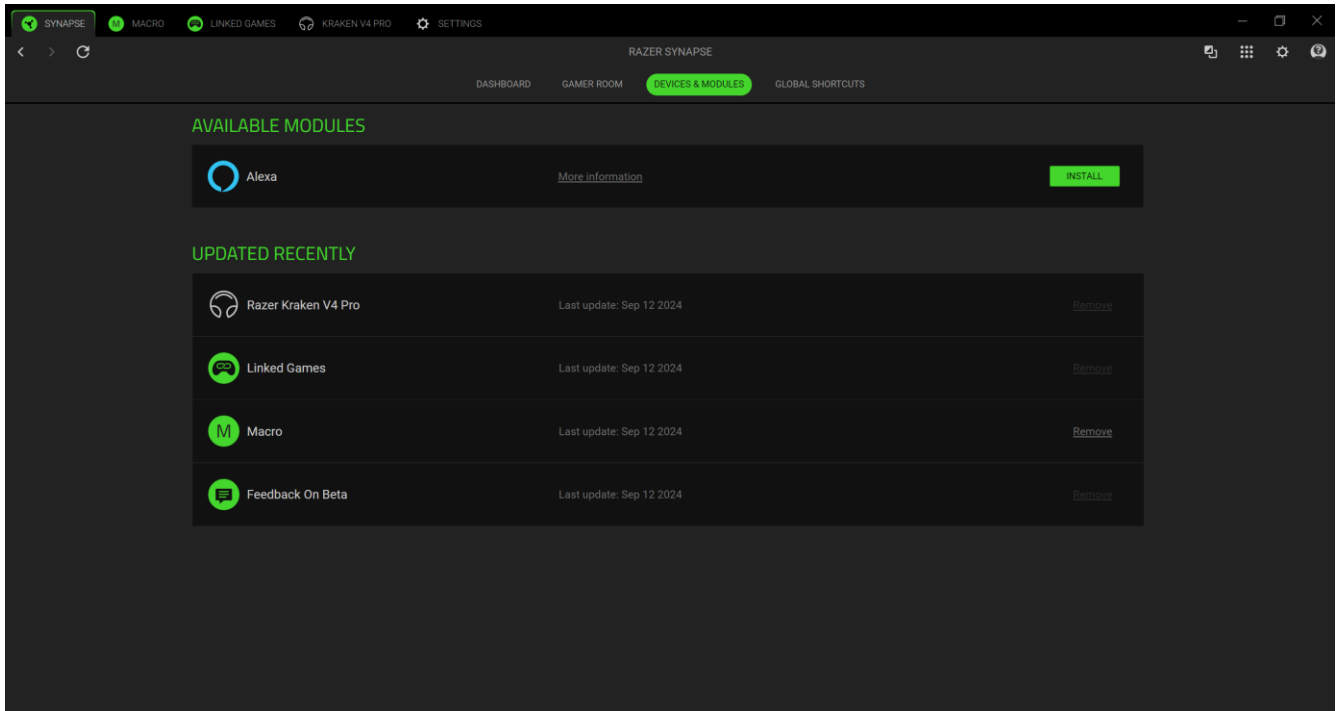 SYNAPSE M MACRO LINKED GAMES KRAKEN V4 PRO SETTINGS
RAZER SYNAPSE
DASHBOARD GAMER ROOM DEVICES & MODULES GLOBAL SHORTCUTS
AVAILABLE MODULES
Alexa More information INSTALL
UPDATED RECENTLY
Razer Kraken V4 Pro Last update: Sep 12 2024 Remove
Linked Games Last update: Sep 12 2024 Remove
M Macro Last update: Sep 12 2024 Remove
Feedback On Beta Last update: Sep 12 2024 Remove